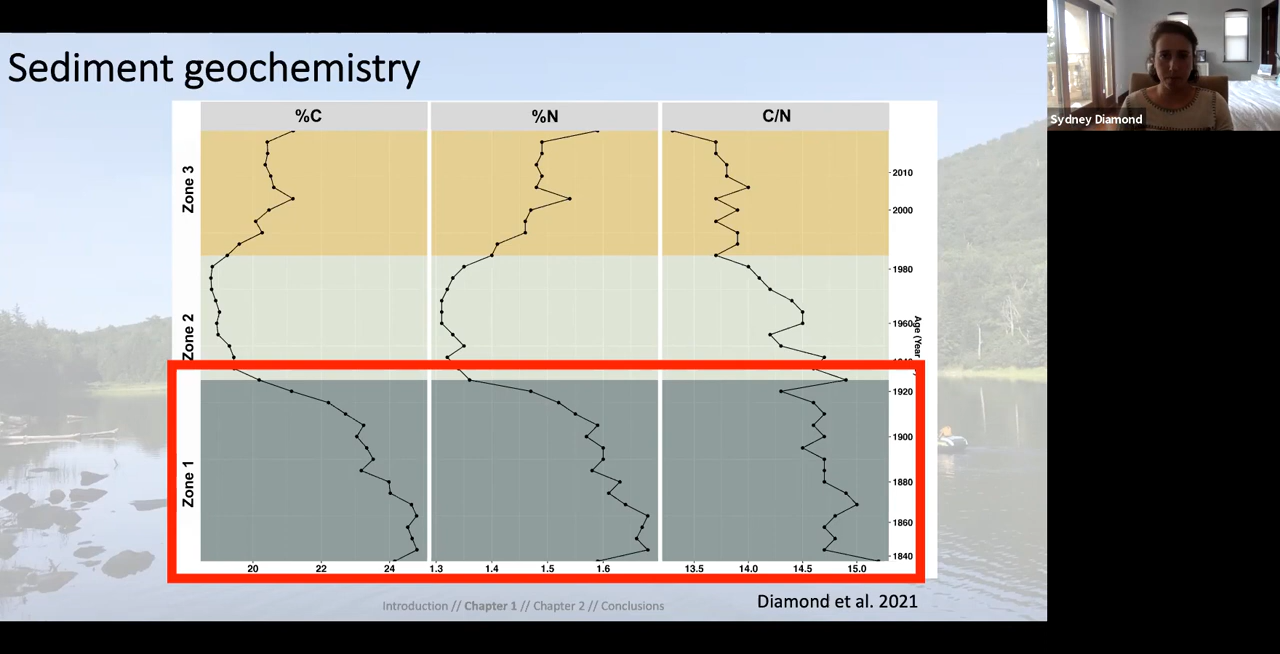 Sediment geochemistry
%C
%N
C/N
Zone 3
Zone 2
Zone 1
2010
2000
1980
1960
1920
1900
1880
1860
1840
Age (Year
20
22
24
1.3
1.4
1.5
1.6
13.5
14.0
14.5
15.0
Introduction // Chapter 1 // Chapter 2 // Conclusions
Diamond et al. 2021
Sydney Diamond